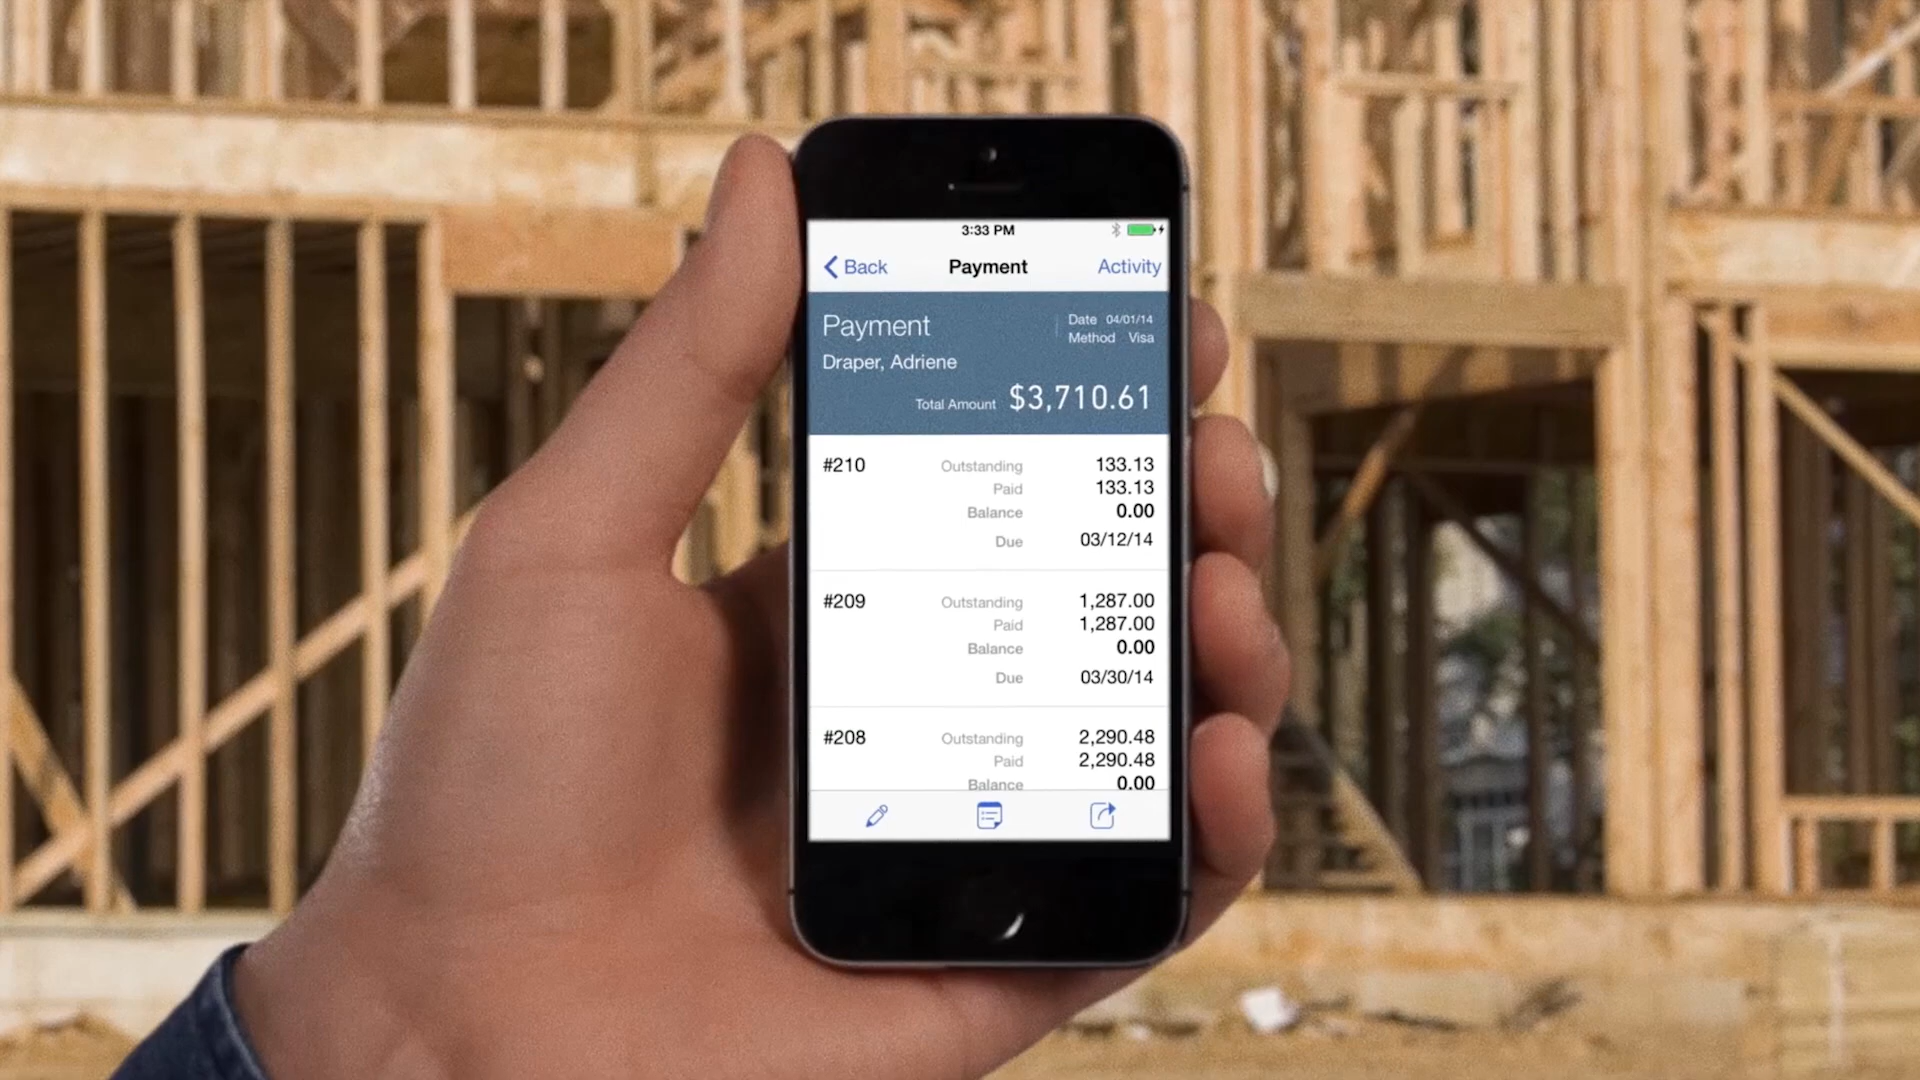 3:33 PM
Back Payment Activity
Payment Date 04/01/14
Method Visa
Draper, Adriene
Total Amount $3,710.61
#210 Outstanding 133.13
Paid 133.13
Balance 0.00
Due 03/12/14
#209 Outstanding 1,287.00
Paid 1,287.00
Balance 0.00
Due 03/30/14
#208 Outstanding 2,290.48
Paid 2,290.48
Balance 0.00